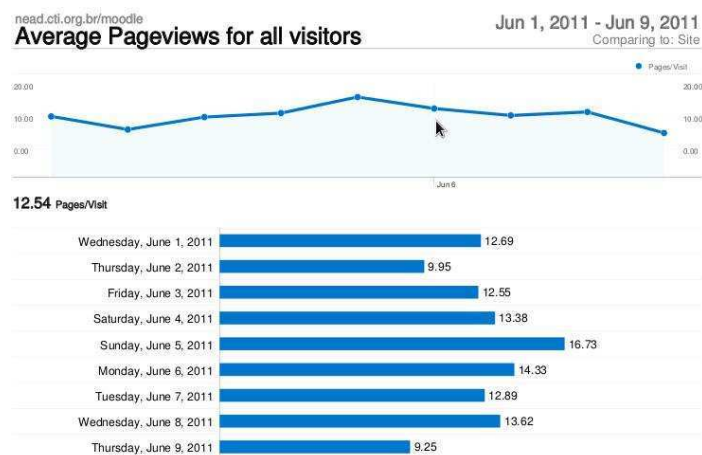 nead.cti.org.br/moodle
Average Pageviews for all visitors
Jun 1, 2011 - Jun 9, 2011
Comparing to: Site
Pages/Visit
20.00 20.00
10.00 10.00
0.00 0.00
Jun 6
12.54 Pages/Visit
Wednesday, June 1, 2011 12.69
Thursday, June 2, 2011 9.95
Friday, June 3, 2011 12.55
Saturday, June 4, 2011 13.38
Sunday, June 5, 2011 16.73
Monday, June 6, 2011 14.33
Tuesday, June 7, 2011 12.89
Wednesday, June 8, 2011 13.62
Thursday, June 9, 2011 9.25